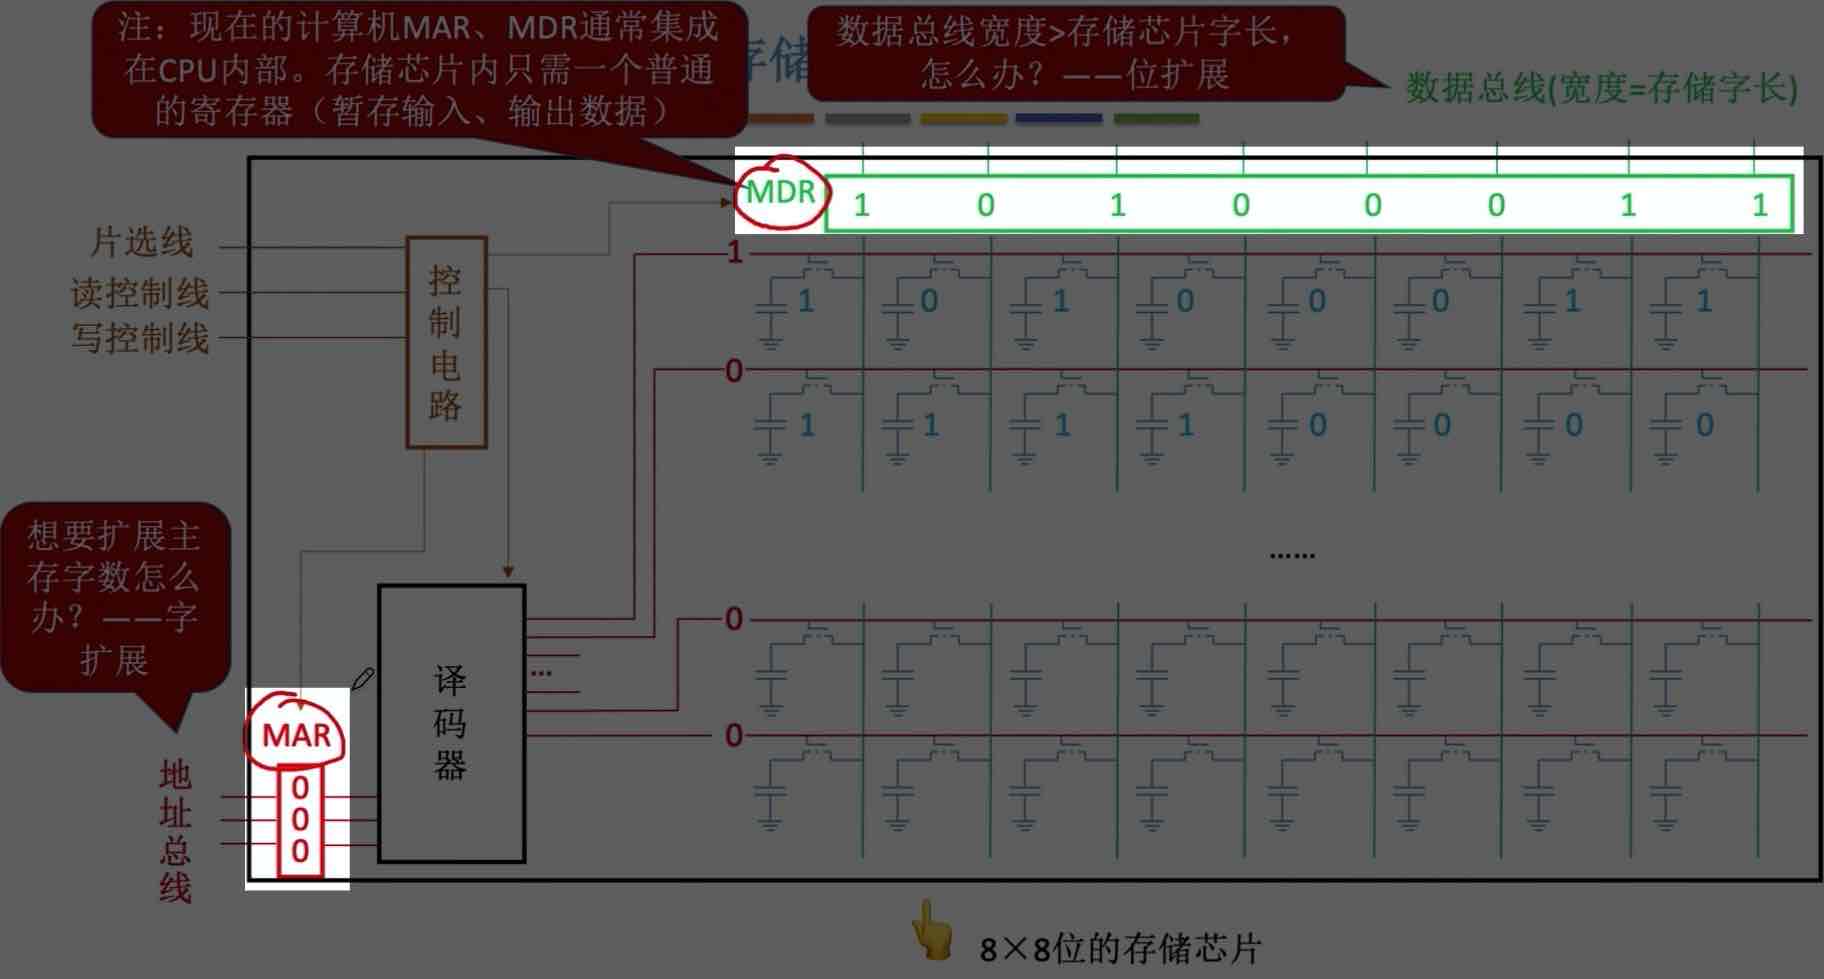 注：现在的计算机MAR、MDR通常集成
在CPU内部。存储芯片内只需一个普通
的寄存器（暂存输入、输出数据）
存储
数据总线宽度>存储芯片字长，
怎么办？——位扩展
数据总线(宽度=存储字长)
MDR 1 0 1 0 0 0 1 1
片选线
读控制线
写控制线
控制电路
1
1 0 1 0 0 0 1 1
0
1 1 1 1 0 0 0 0
......
想要扩展主
存字数怎么
办？——字
扩展
0
译码器
...
0
MAR
0
0
0
地址总线
8×8位的存储芯片